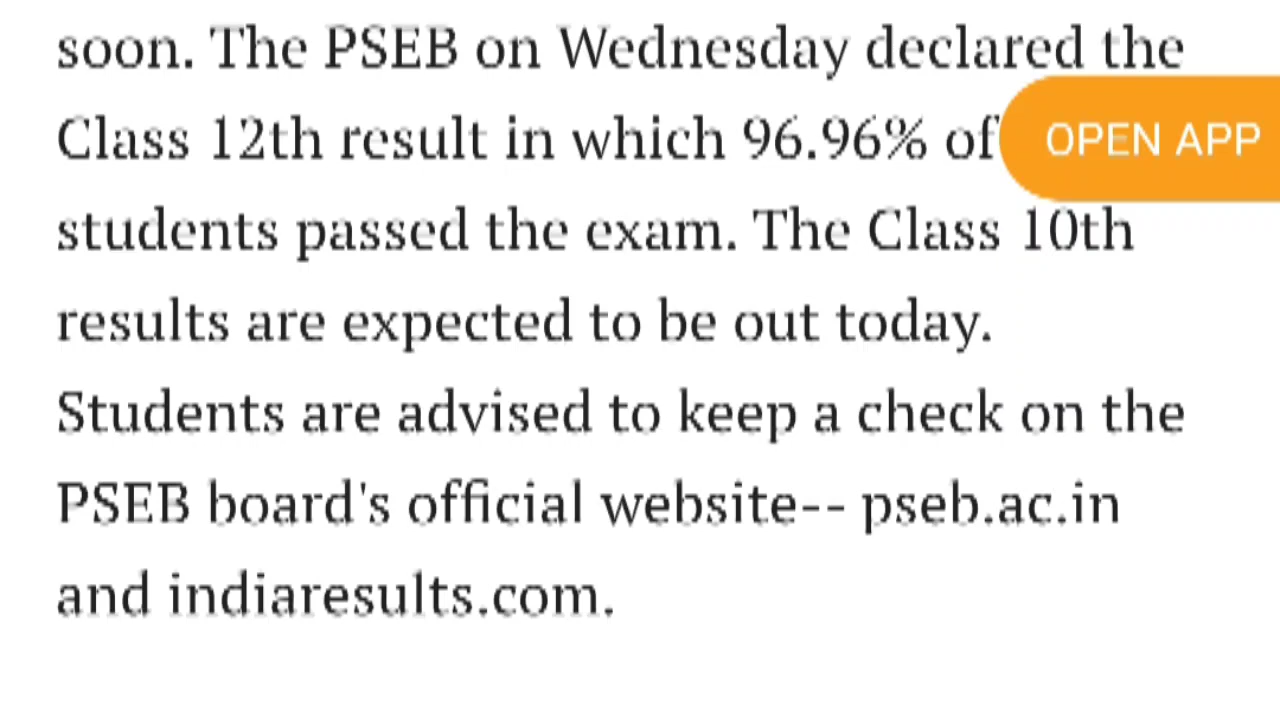 soon. The PSEB on Wednesday declared the
Class 12th result in which 96.96% of
OPEN APP
students passed the exam. The Class 10th
results are expected to be out today.
Students are advised to keep a check on the
PSEB board's official website-- pseb.ac.in
and indiaresults.com.